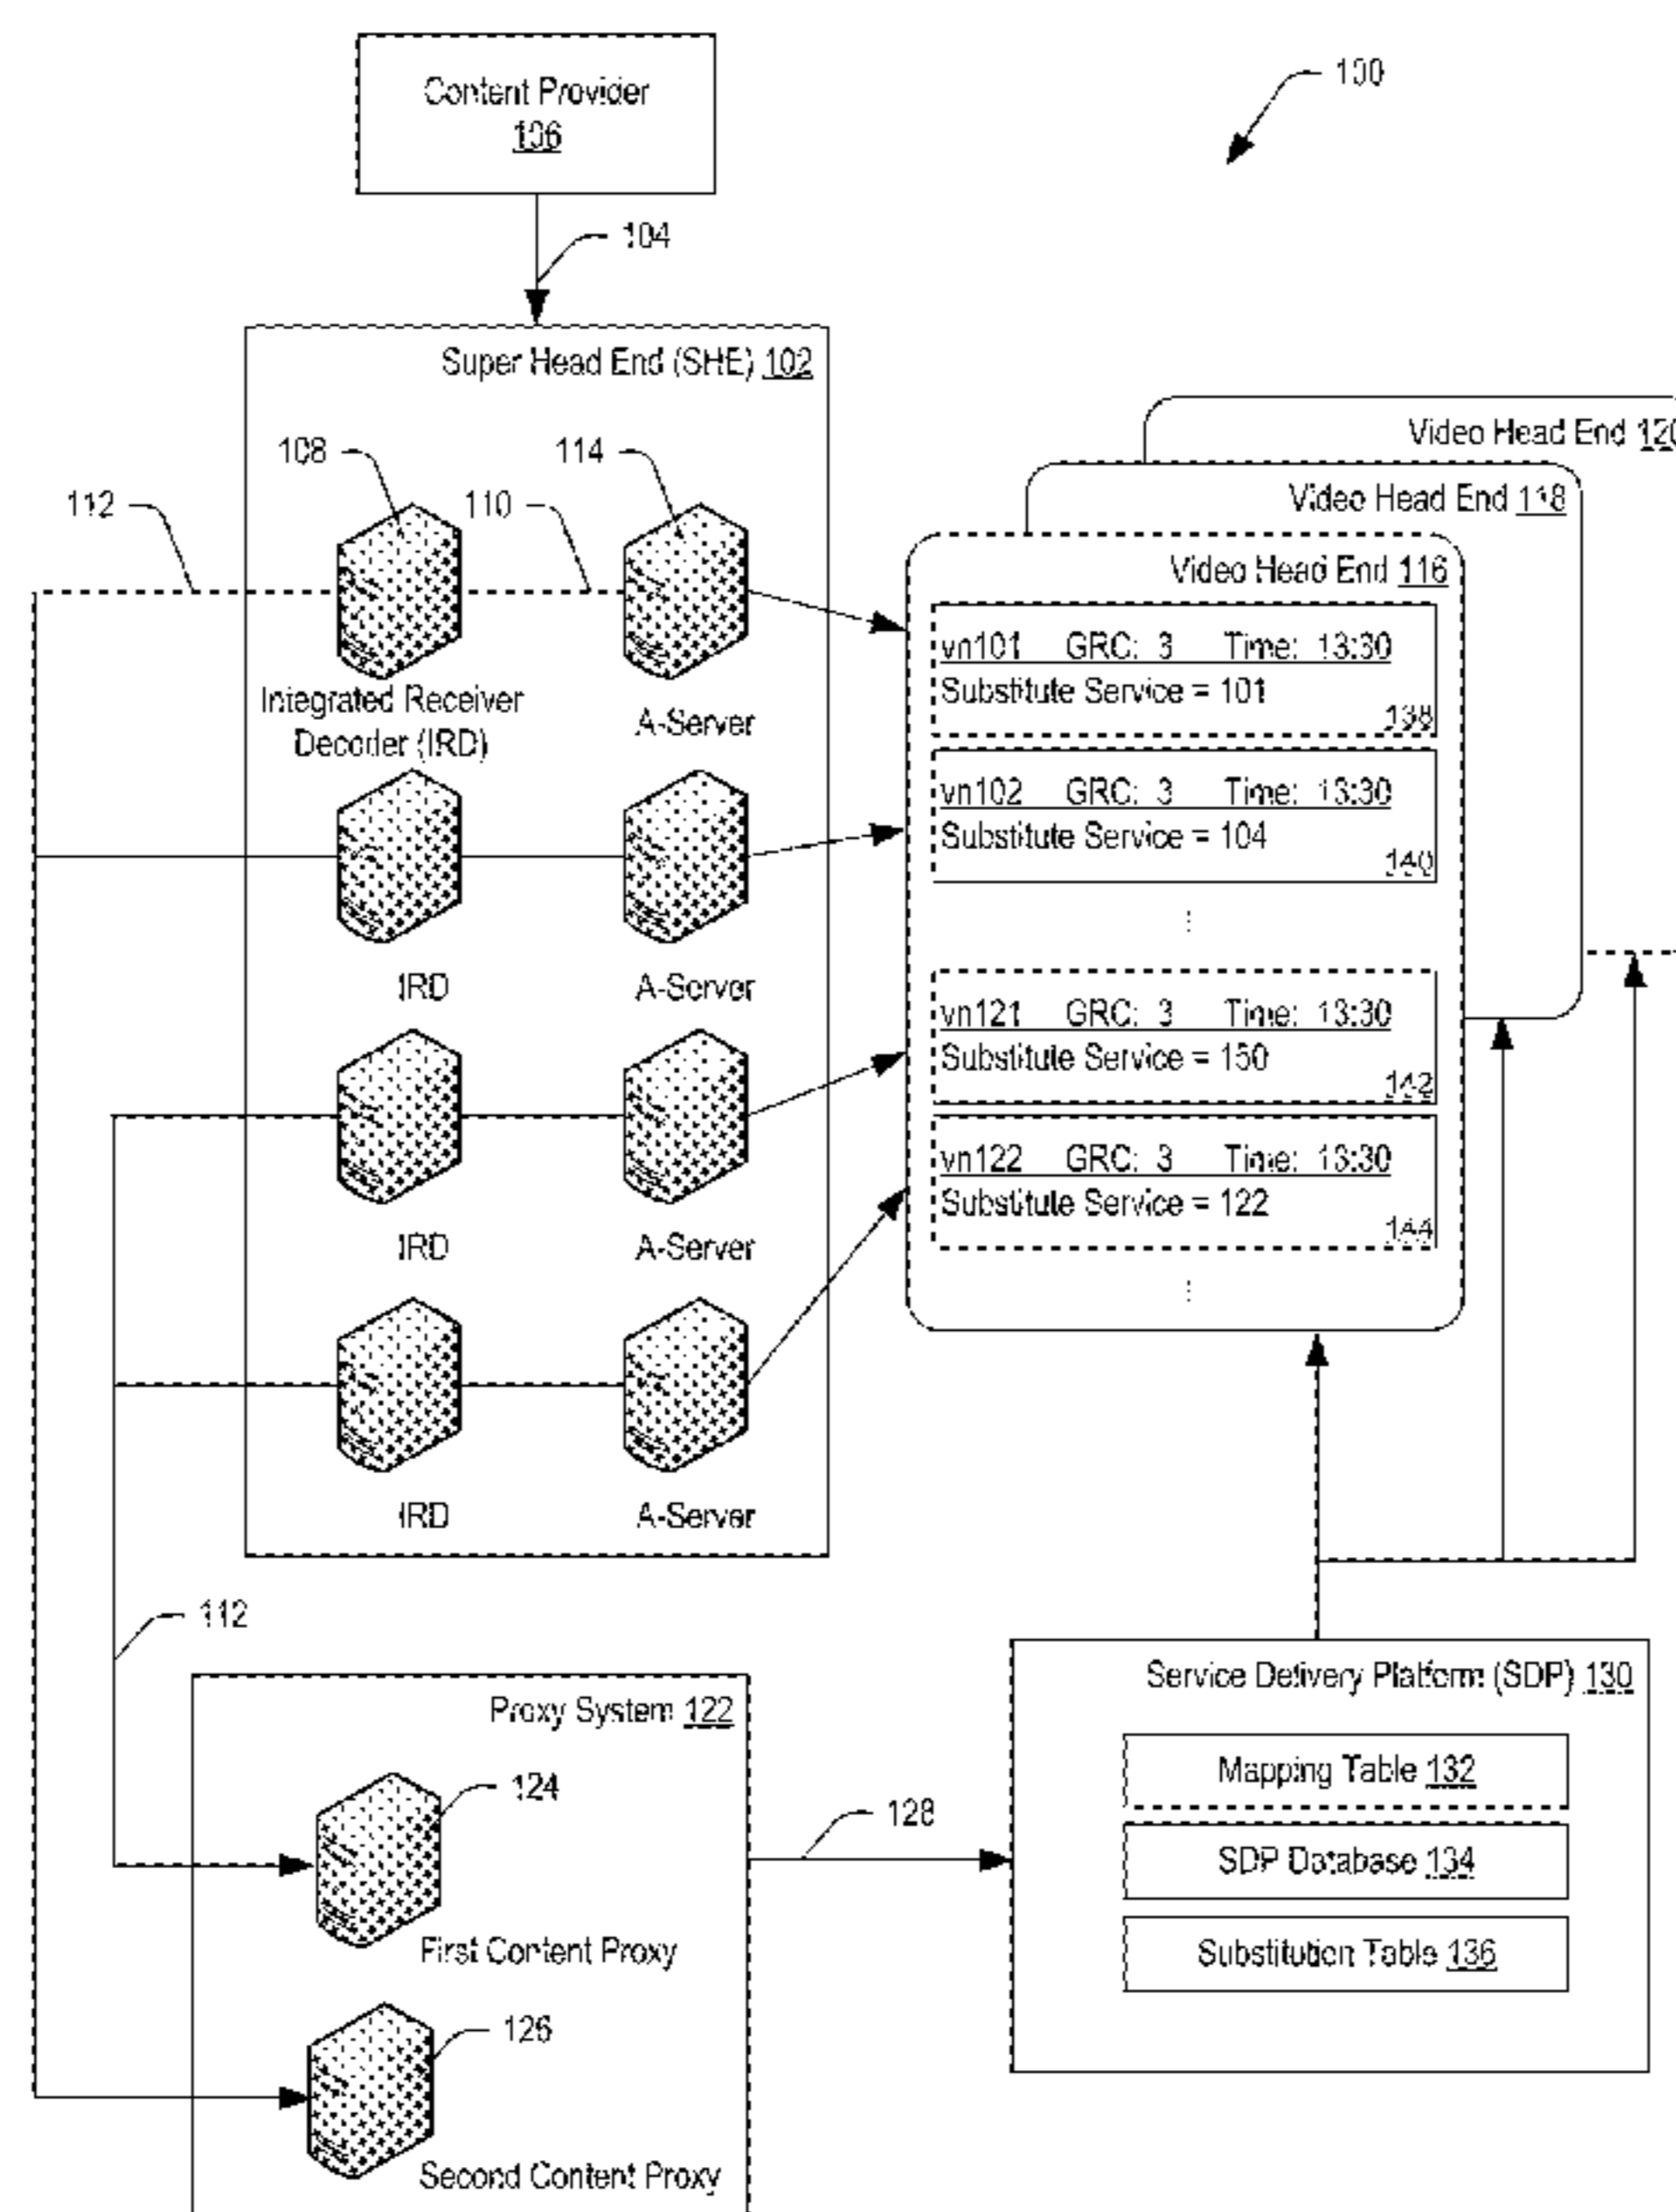 Content Provider
106
100
104
Super Head End (SHE) 102
108
114
112
110
Integrated Receiver
Decoder (IRD)
A-Server
IRD
A-Server
IRD
A-Server
IRD
A-Server
Video Head End 120
Video Head End 118
Video Head End 116
vn101 GRC: 3 Time: 13:30
Substitute Service = 101
138
vn102 GRC: 3 Time: 13:30
Substitute Service = 104
140
⋮
vn121 GRC: 3 Time: 13:30
Substitute Service = 150
142
vn122 GRC: 3 Time: 13:30
Substitute Service = 122
144
⋮
112
Proxy System 122
124
First Content Proxy
126
Second Content Proxy
128
Service Delivery Platform (SDP) 130
Mapping Table 132
SDP Database 134
Substitution Table 136